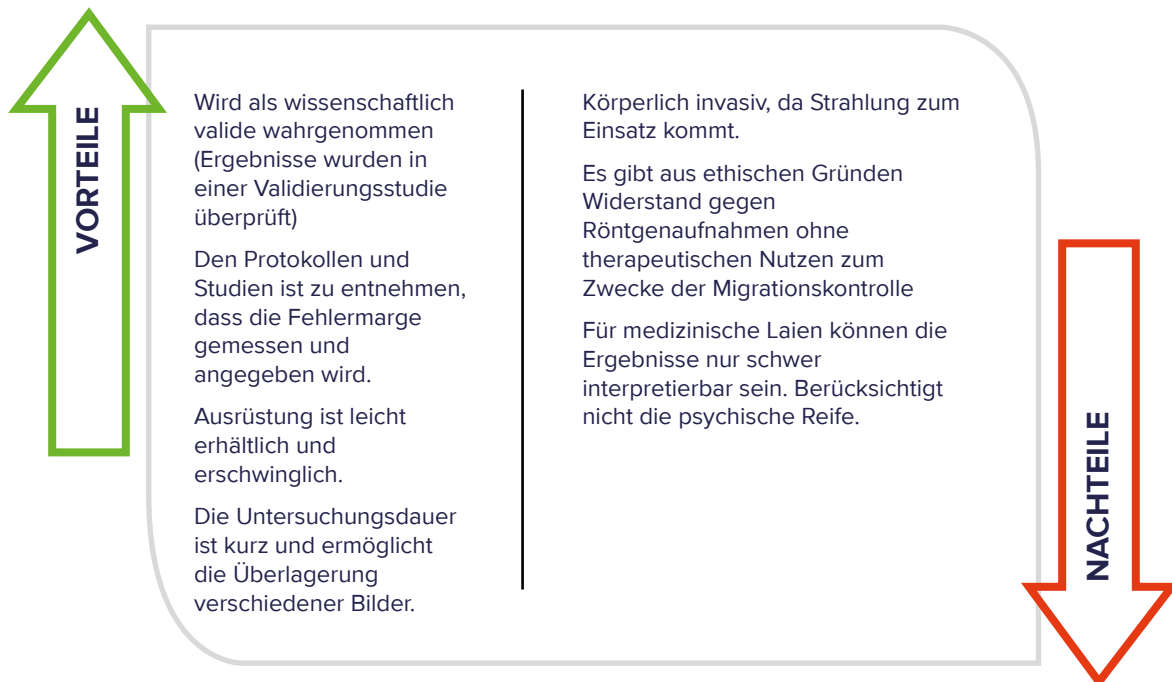 VORTEILE
Wird als wissenschaftlich
valide wahrgenommen
(Ergebnisse wurden in
einer Validierungsstudie
überprüft)
Den Protokollen und
Studien ist zu entnehmen,
dass die Fehlermarge
gemessen und
angegeben wird.
Ausrüstung ist leicht
erhältlich und
erschwinglich.
Die Untersuchungsdauer
ist kurz und ermöglicht
die Überlagerung
verschiedener Bilder.
Körperlich invasiv, da Strahlung zum
Einsatz kommt.
Es gibt aus ethischen Gründen
Widerstand gegen
Röntgenaufnahmen ohne
therapeutischen Nutzen zum
Zwecke der Migrationskontrolle
Für medizinische Laien können die
Ergebnisse nur schwer
interpretierbar sein. Berücksichtigt
nicht die psychische Reife.
NACHTEILE